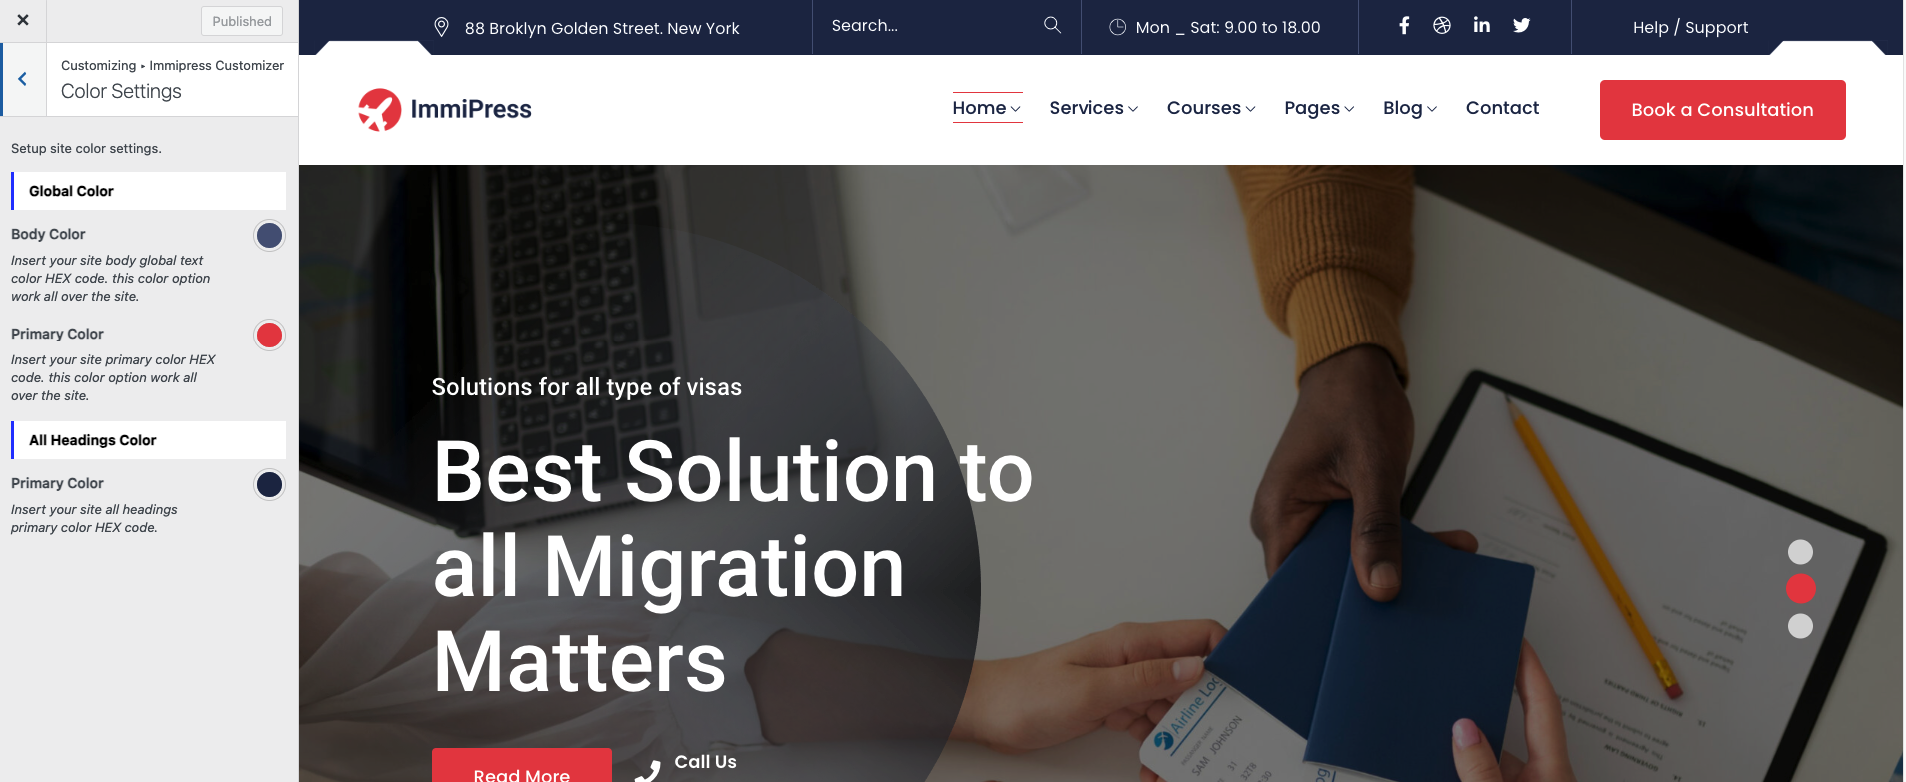 Published
Customizing ▸ Immipress Customizer
Color Settings
Setup site color settings.
Global Color
Body Color
Insert your site body global text
color HEX code. this color option
work all over the site.
Primary Color
Insert your site primary color HEX
code. this color option work all
over the site.
All Headings Color
Primary Color
Insert your site all headings
primary color HEX code.
88 Broklyn Golden Street. New York
Search...
Mon _ Sat: 9.00 to 18.00
Help / Support
ImmiPress
Home
Services
Courses
Pages
Blog
Contact
Book a Consultation
Solutions for all type of visas
Best Solution to
all Migration
Matters
Read More
Call Us
Airline Log
SAM JOHNSON